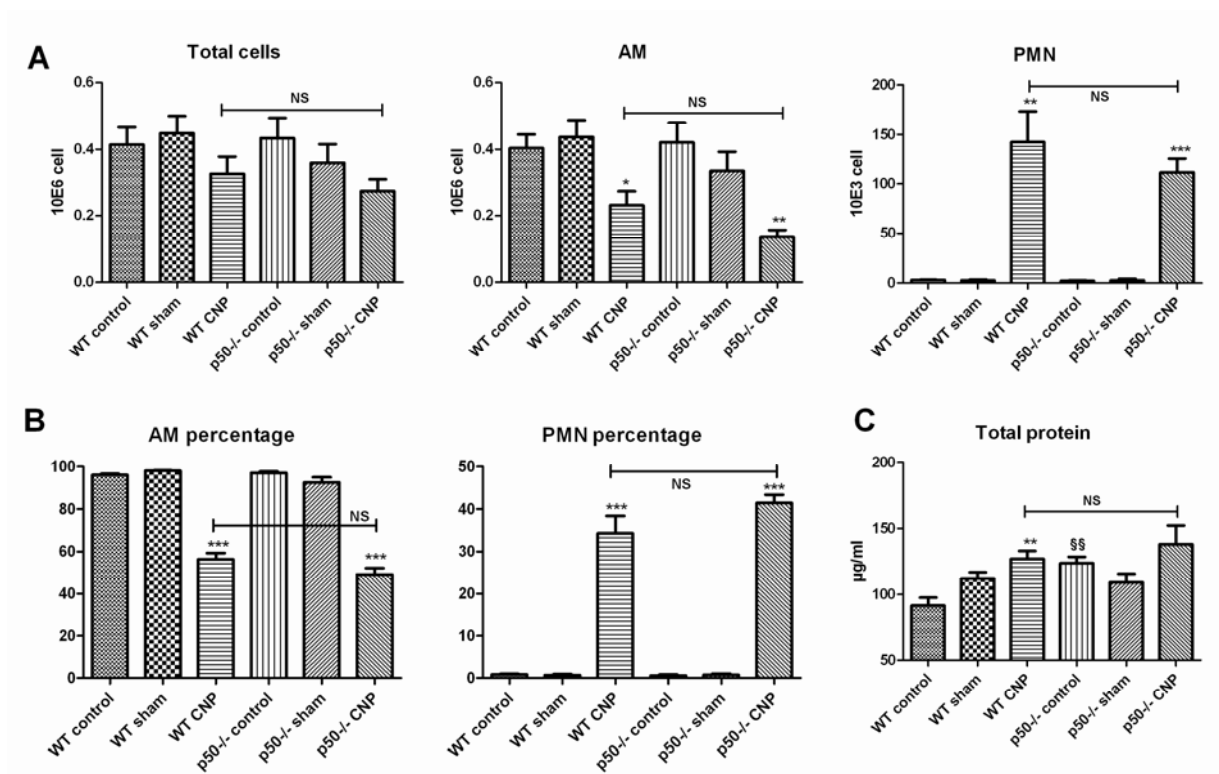 A
Total cells
10E6 cell
0.6
0.4
0.2
0.0
NS
WT control
WT sham
WT CNP
p50-/- control
p50-/- sham
p50-/- CNP
AM
10E6 cell
0.6
0.4
0.2
0.0
NS
*
**
WT control
WT sham
WT CNP
p50-/- control
p50-/- sham
p50-/- CNP
PMN
10E3 cell
200
150
100
50
0
**
NS
***
WT control
WT sham
WT CNP
p50-/- control
p50-/- sham
p50-/- CNP
B
AM percentage
100
80
60
40
20
0
NS
***
***
WT control
WT sham
WT CNP
p50-/- control
p50-/- sham
p50-/- CNP
PMN percentage
50
40
30
20
10
0
NS
***
***
WT control
WT sham
WT CNP
p50-/- control
p50-/- sham
p50-/- CNP
C
Total protein
µg/ml
200
150
100
50
NS
**
§§
WT control
WT sham
WT CNP
p50-/- control
p50-/- sham
p50-/- CNP